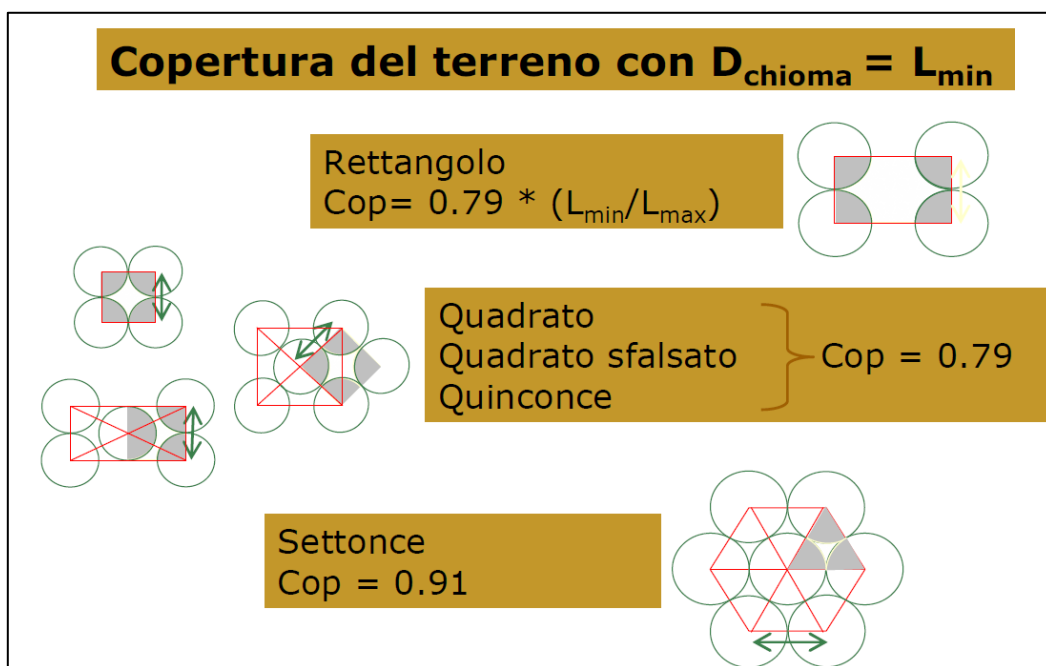 Copertura del terreno con Dchioma = Lmin
Rettangolo
Cop= 0.79 * (Lmin/Lmax)
Quadrato
Quadrato sfalsato
Quinconce
Cop = 0.79
Settonce
Cop = 0.91